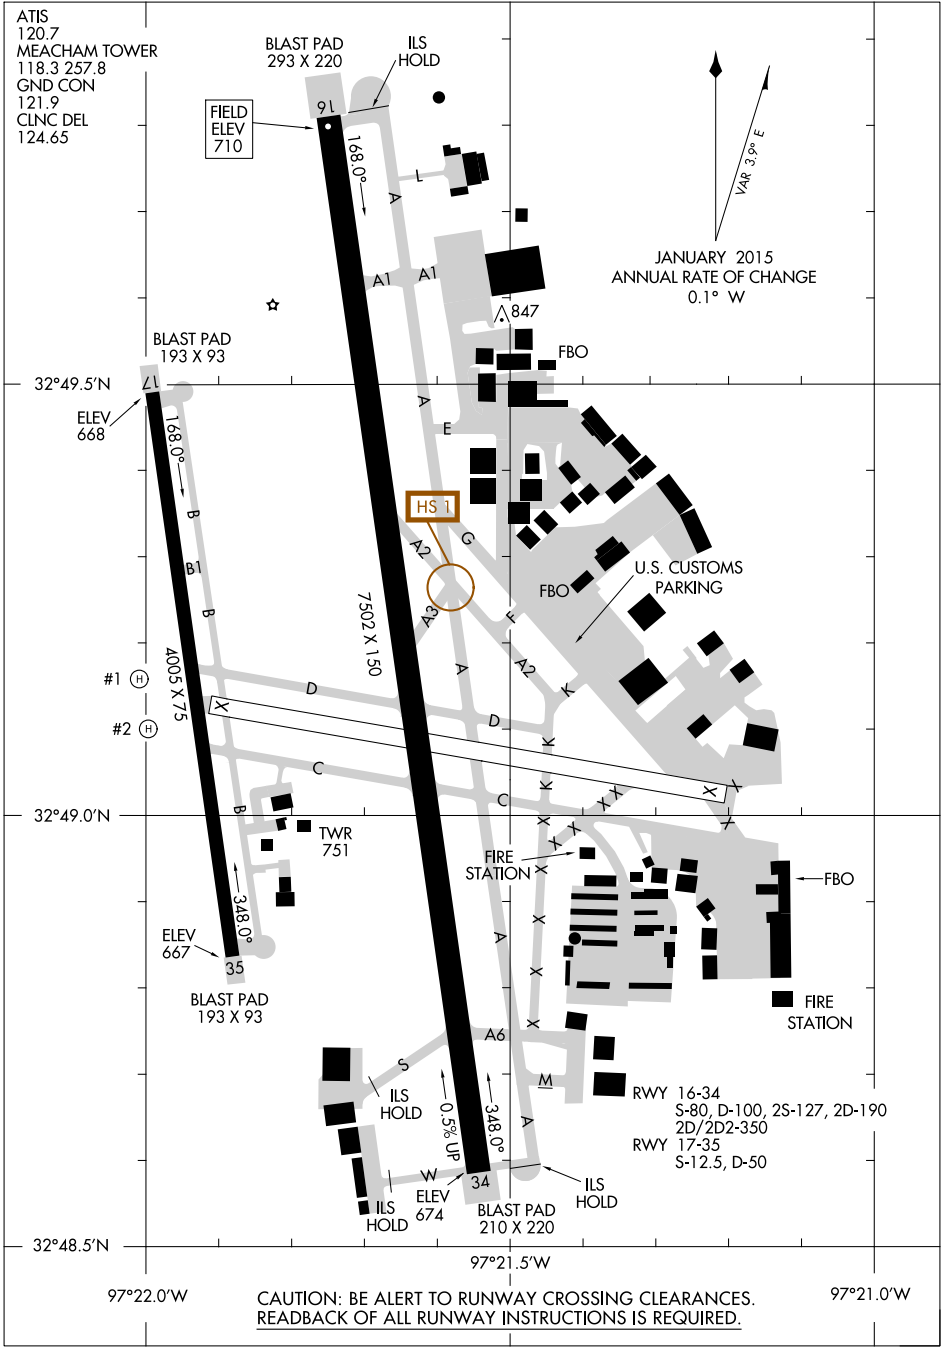 ATIS
120.7
MEACHAM TOWER
118.3 257.8
GND CON
121.9
CLNC DEL
124.65
BLAST PAD
293 X 220
ILS
HOLD
FIELD
ELEV
710
16
168.0°
L
A
VAR 3.9° E
JANUARY 2015
ANNUAL RATE OF CHANGE
0.1° W
A1
A1
847
FBO
BLAST PAD
193 X 93
32°49.5'N
17
ELEV
668
168.0°
A
E
HS 1
B
A2
G
U.S. CUSTOMS
PARKING
FBO
B1
7502 X 150
B
A3
F
4005 X 75
A
A2
#1 H
D
K
X
#2 H
D
K
C
K
X
X
X
X
C
32°49.0'N
B
X
X
X
X
TWR
751
X
FIRE
STATION
X
FBO
348.0°
X
ELEV
667
A
35
X
BLAST PAD
193 X 93
FIRE
STATION
X
A6
S
ILS
HOLD
M
0.5% UP
348.0°
A
RWY 16-34
S-80, D-100, 2S-127, 2D-190
2D/2D2-350
RWY 17-35
S-12.5, D-50
W
34
ILS
HOLD
ELEV
674
ILS
HOLD
BLAST PAD
210 X 220
32°48.5'N
97°21.5'W
97°22.0'W
97°21.0'W
CAUTION: BE ALERT TO RUNWAY CROSSING CLEARANCES.
READBACK OF ALL RUNWAY INSTRUCTIONS IS REQUIRED.